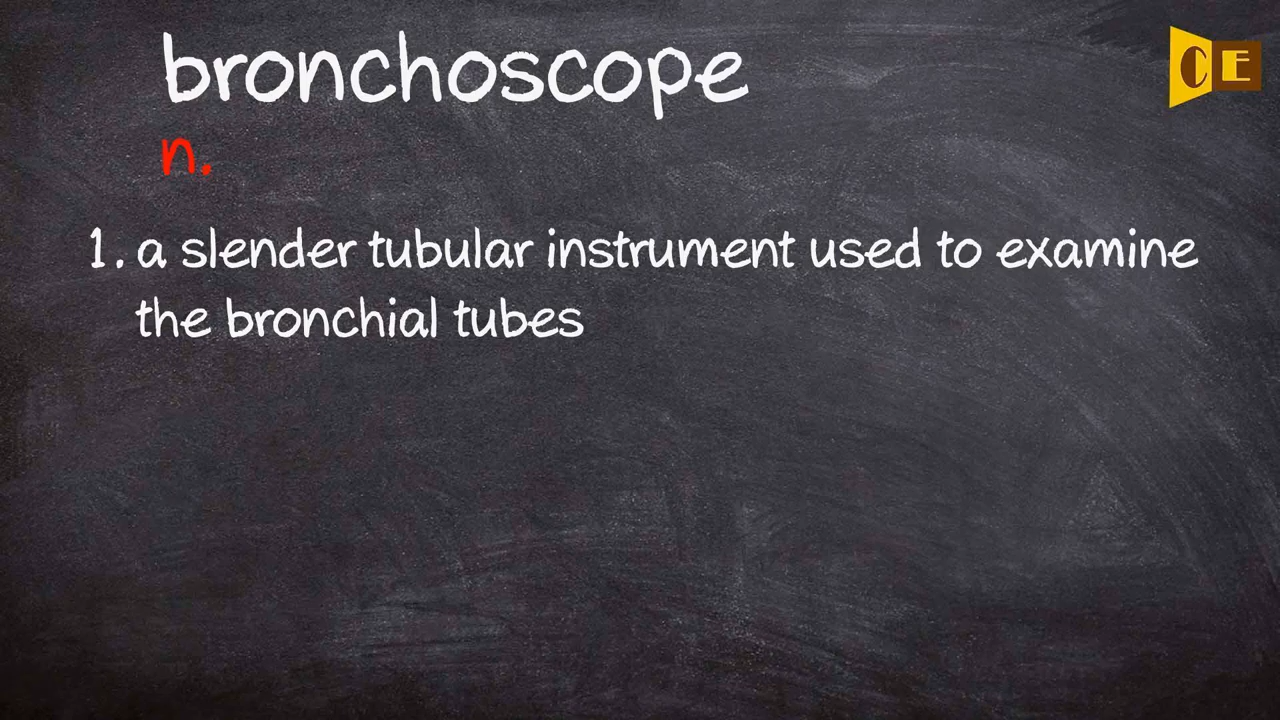 bronchoscope
CE
n.
1. a slender tubular instrument used to examine
the bronchial tubes